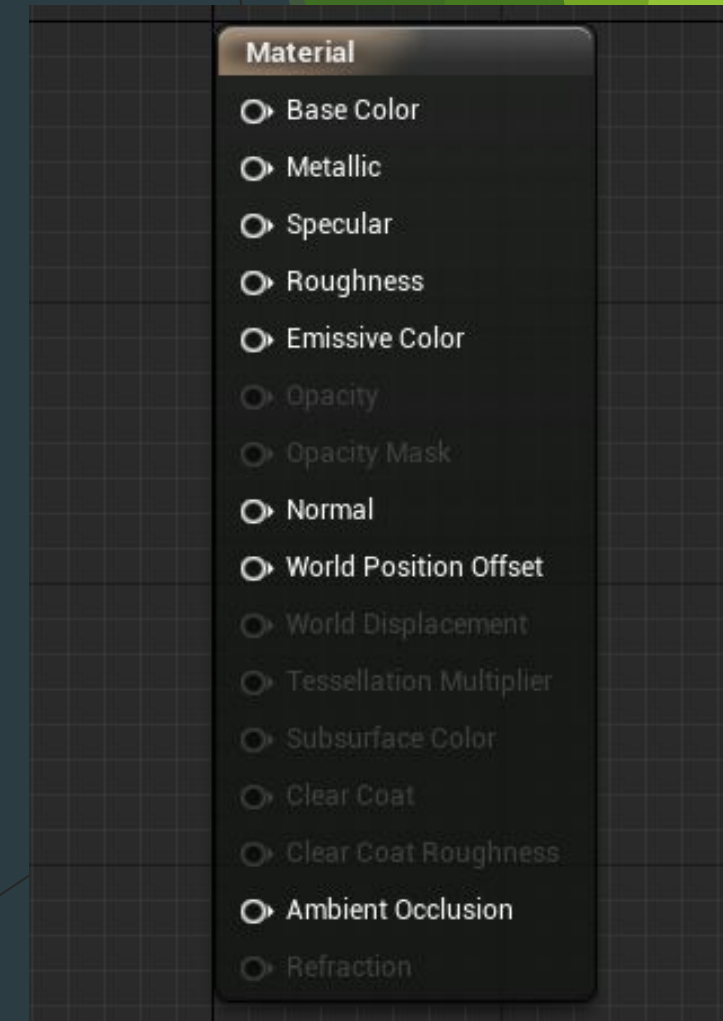 Material
Base Color
Metallic
Specular
Roughness
Emissive Color
Opacity
Opacity Mask
Normal
World Position Offset
World Displacement
Tessellation Multiplier
Subsurface Color
Clear Coat
Clear Coat Roughness
Ambient Occlusion
Refraction